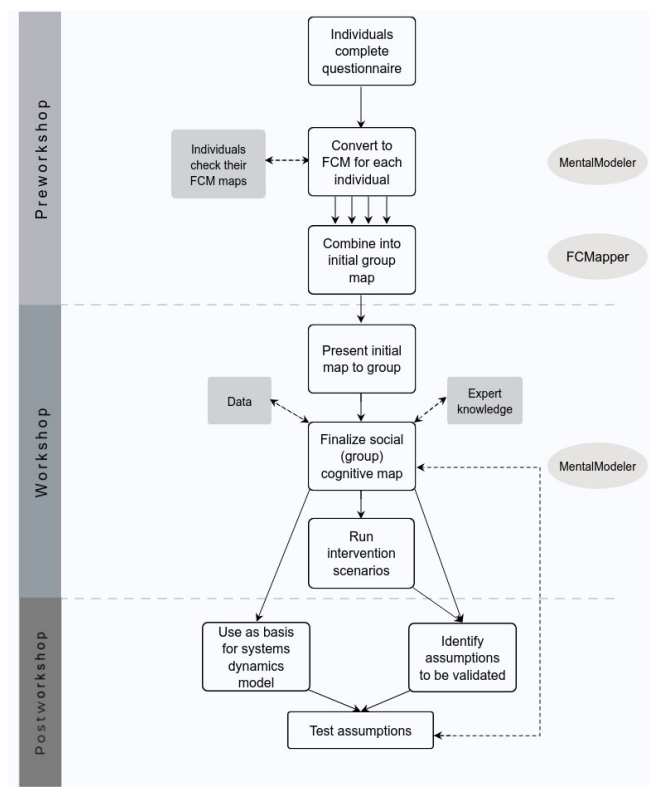 Preworkshop
Individuals
complete
questionnaire
Individuals
check their
FCM maps
Convert to
FCM for each
individual
MentalModeler
Combine into
initial group
map
FCMapper
Workshop
Present initial
map to group
Data
Expert
knowledge
Finalize social
(group)
cognitive map
MentalModeler
Run
intervention
scenarios
Postworkshop
Use as basis
for systems
dynamics
model
Identify
assumptions
to be validated
Test assumptions